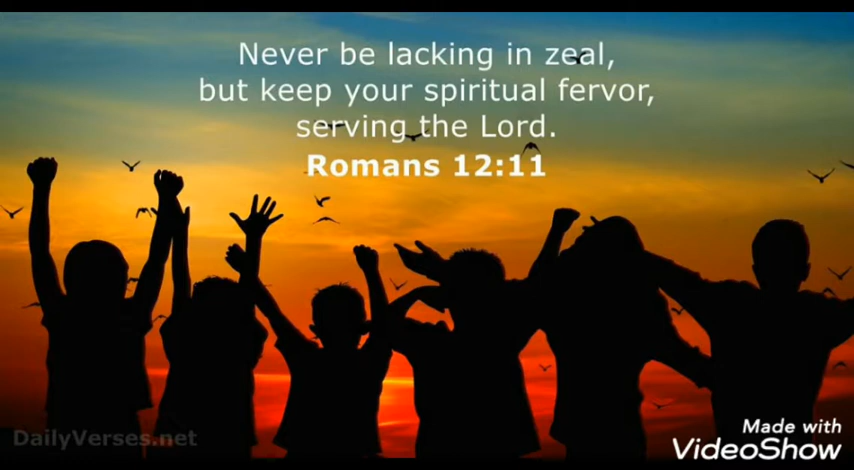 Never be lacking in zeal,
but keep your spiritual fervor,
serving the Lord.
Romans 12:11
DailyVerses.net
Made with
VideoShow